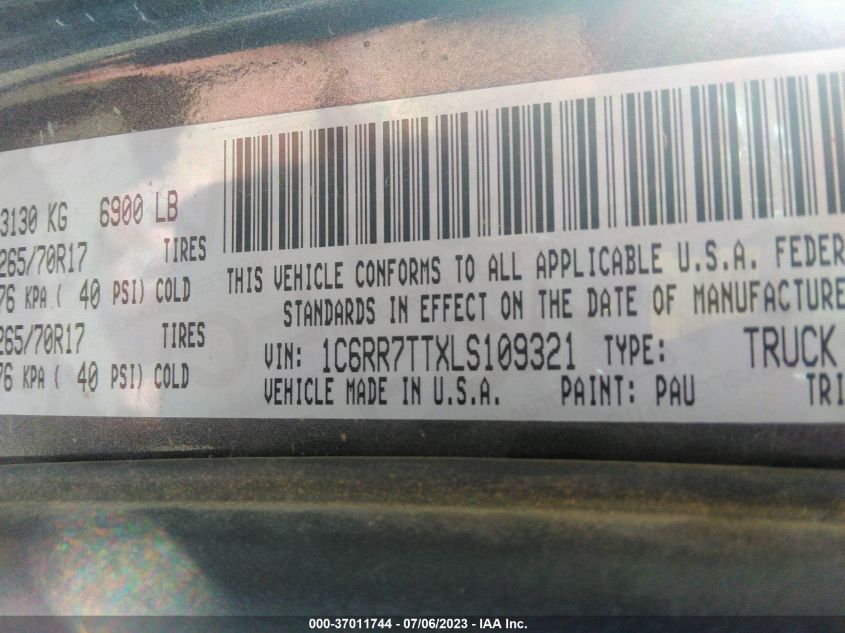 3130 KG 6900 LB
265/70R17 TIRES
76 KPA ( 40 PSI) COLD
265/70R17 TIRES
76 KPA ( 40 PSI) COLD
THIS VEHICLE CONFORMS TO ALL APPLICABLE U.S.A. FEDER
STANDARDS IN EFFECT ON THE DATE OF MANUFACTURE
VIN: 1C6RR7TTXLS109321 TYPE: TRUCK
VEHICLE MADE IN U.S.A. PAINT: PAU TRI
000-37011744 - 07/06/2023 - IAA Inc.